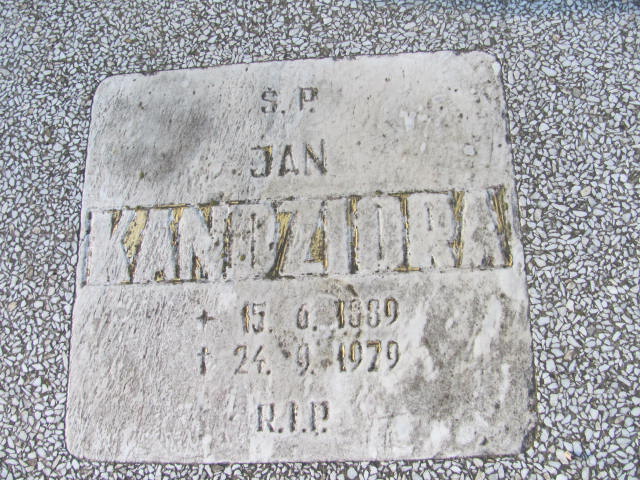 S. P.
JAN
KANDZIORA
* 15. 6. 1889
† 24. 9. 1979
R.I.P.